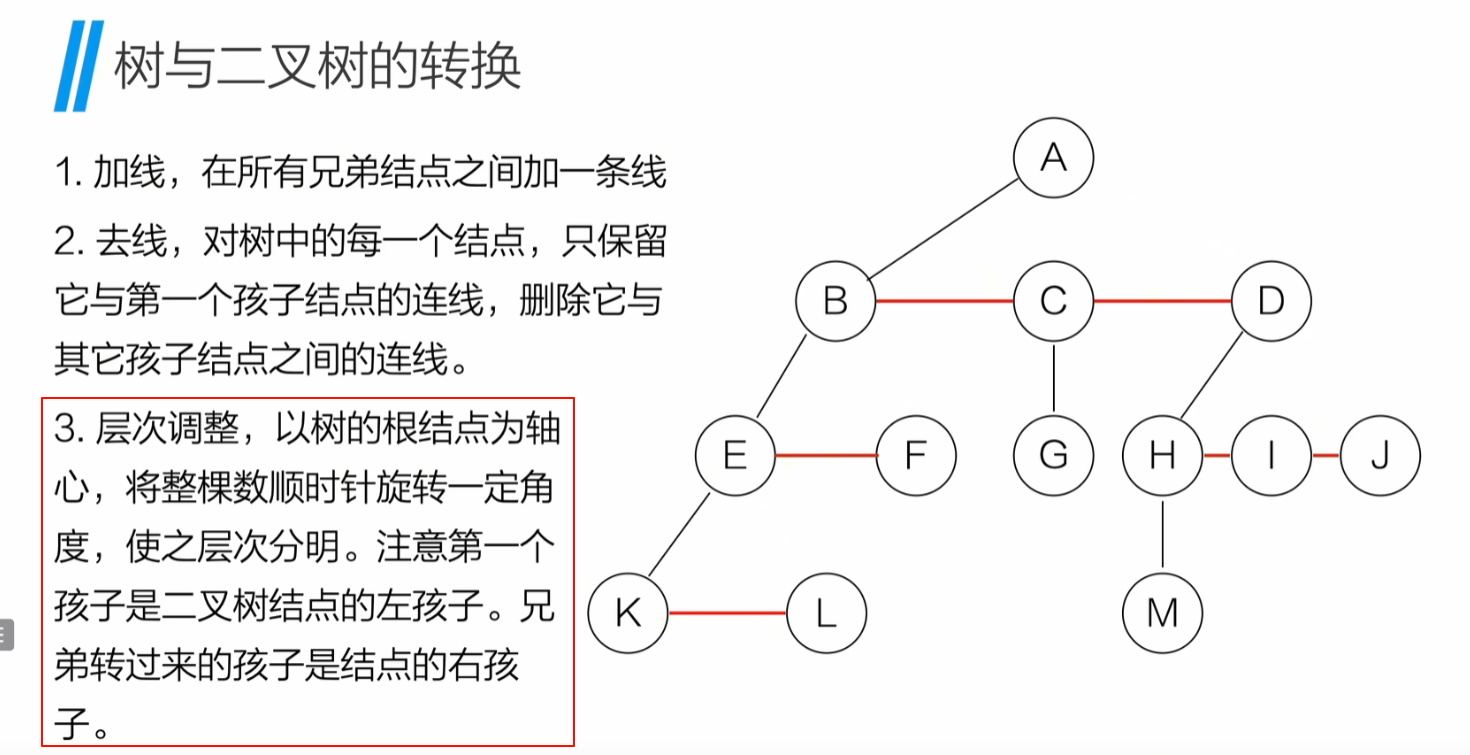 树与二叉树的转换
1. 加线，在所有兄弟结点之间加一条线
2. 去线，对树中的每一个结点，只保留
它与第一个孩子结点的连线，删除它与
其它孩子结点之间的连线。
3. 层次调整，以树的根结点为轴
心，将整棵数顺时针旋转一定角
度，使之层次分明。注意第一个
孩子是二叉树结点的左孩子。兄
弟转过来的孩子是结点的右孩
子。
A
B C D
E F G H I J
K L M